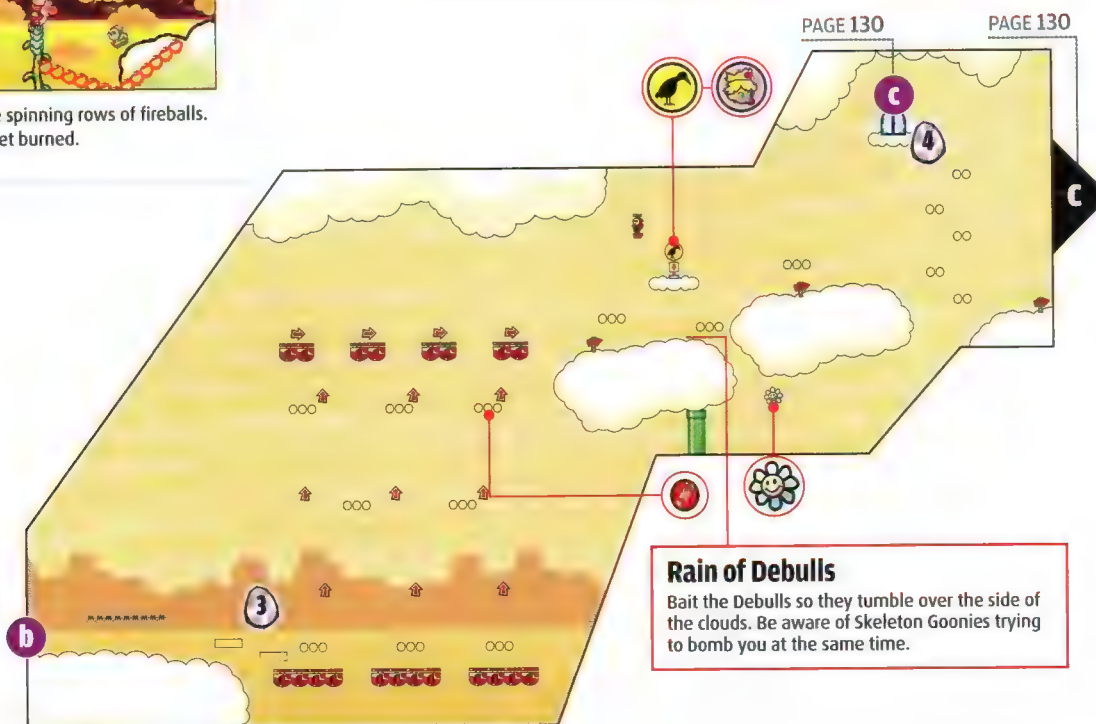 spinning rows of fireballs.
et burned.
PAGE 130
PAGE 130
c
4
C
3
b
Rain of Debulls
Bait the Debulls so they tumble over the side of
the clouds. Be aware of Skeleton Goonies trying
to bomb you at the same time.